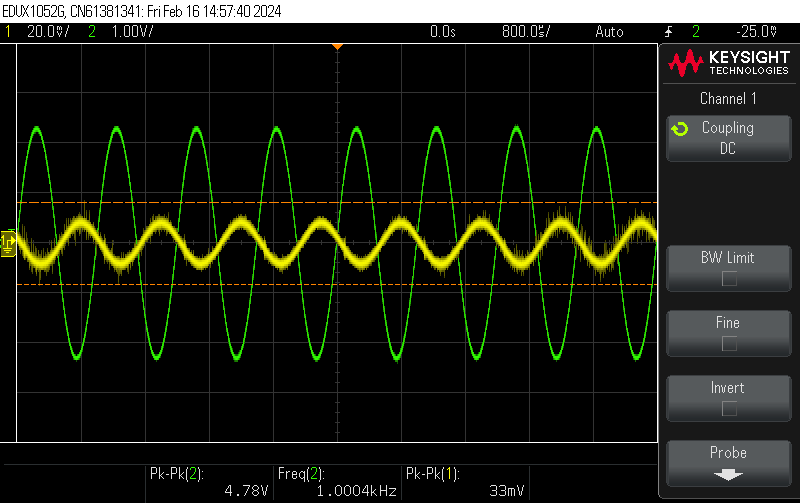 EDUX1052G, CN61381341: Fri Feb 16 14:57:40 2024
1 20.0V/ 2 1.00V/ 0.0s 800.0s/ Auto 2 -25.0V
KEYSIGHT
TECHNOLOGIES
Channel 1
Coupling
DC
BW Limit
Fine
Invert
Probe
Pk-Pk(2): Freq(2): Pk-Pk(1):
4.78V 1.0004kHz 33mV